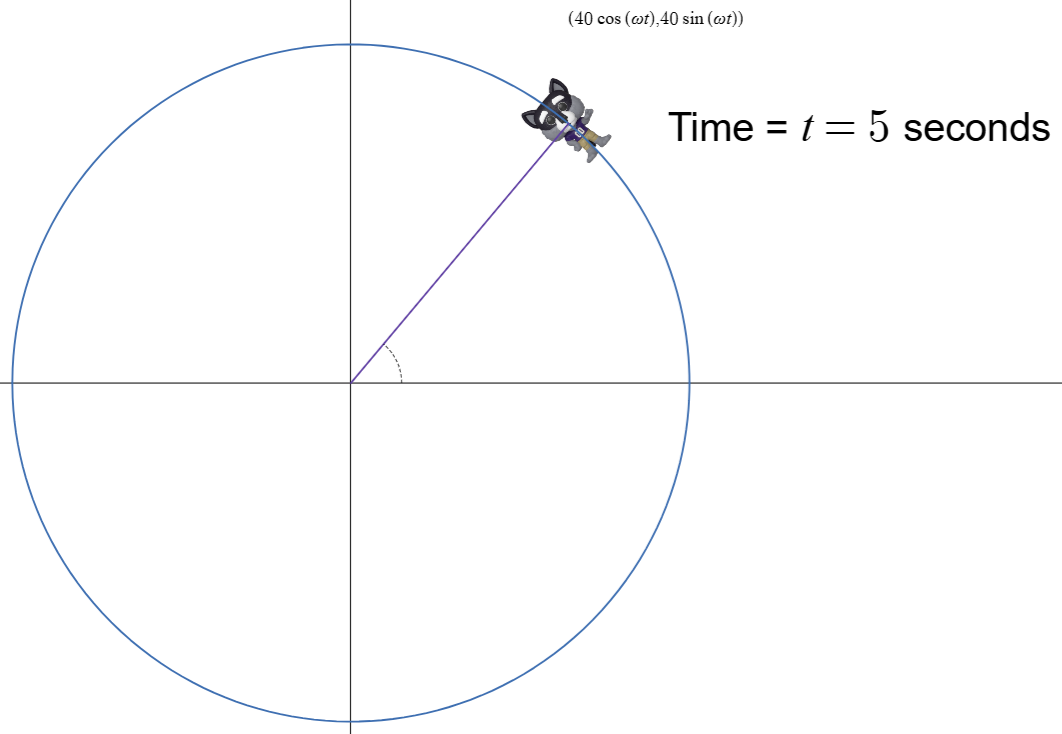 (40 cos (ωt),40 sin (ωt))
Time = t = 5 seconds